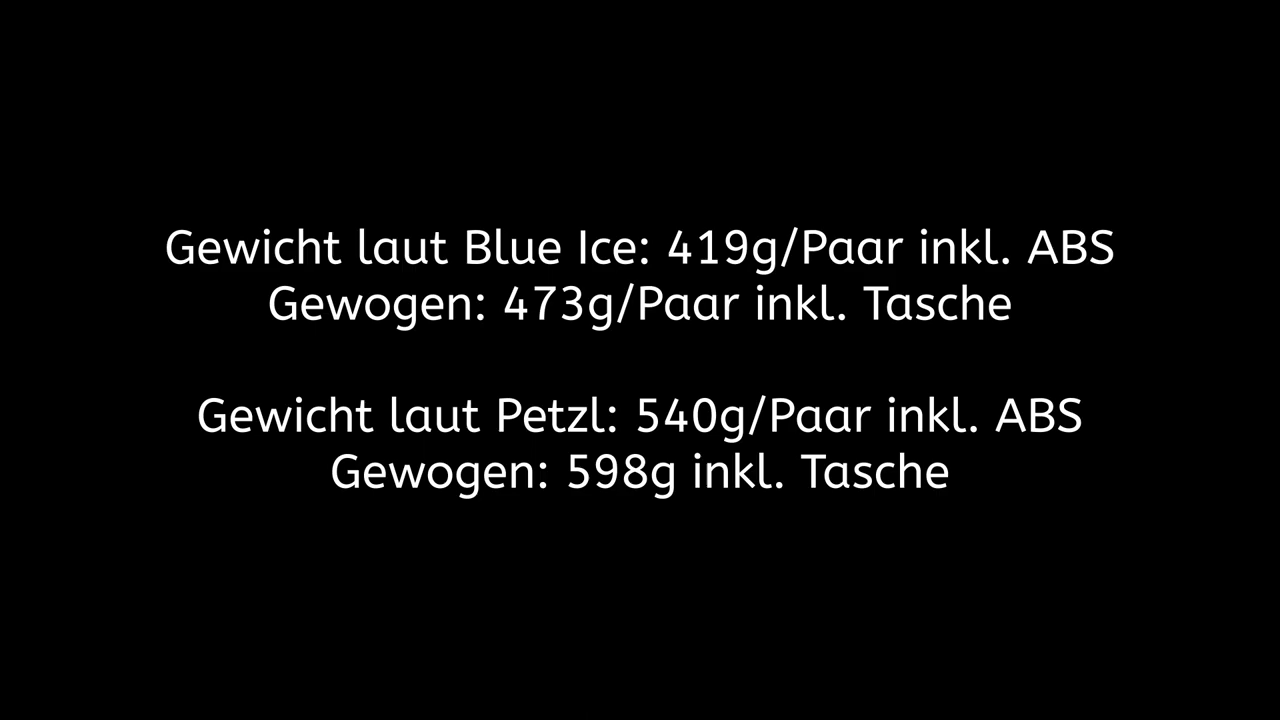 Gewicht laut Blue Ice: 419g/Paar inkl. ABS
Gewogen: 473g/Paar inkl. Tasche
Gewicht laut Petzl: 540g/Paar inkl. ABS
Gewogen: 598g inkl. Tasche